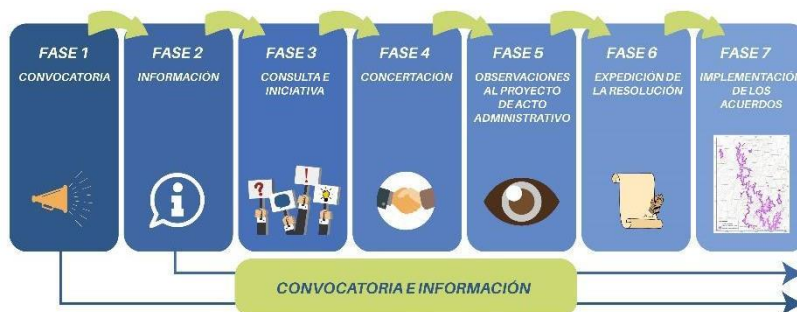 FASE 1
CONVOCATORIA
FASE 2
INFORMACIÓN
FASE 3
CONSULTA E
INICIATIVA
FASE 4
CONCERTACIÓN
FASE 5
OBSERVACIONES
AL PROYECTO
DE ACTO
ADMINISTRATIVO
FASE 6
EXPEDICIÓN DE
LA RESOLUCIÓN
FASE 7
IMPLEMENTACIÓN
DE LOS
ACUERDOS
?
!
CONVOCATORIA E INFORMACIÓN